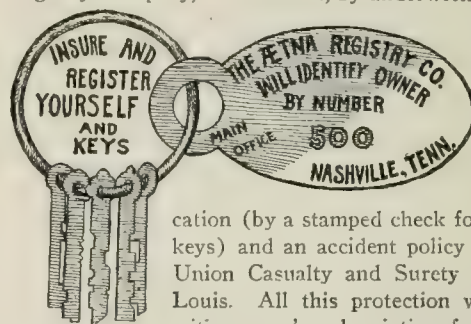 INSURE AND
REGISTER
YOURSELF
AND
KEYS
THE ÆTNA REGISTRY CO.
WILL IDENTIFY OWNER
BY NUMBER
MAIN
OFFICE
500
NASHVILLE, TENN.
cation (by a stamped check
keys) and an accident policy
Union Casualty and Surety
Louis. All this protection